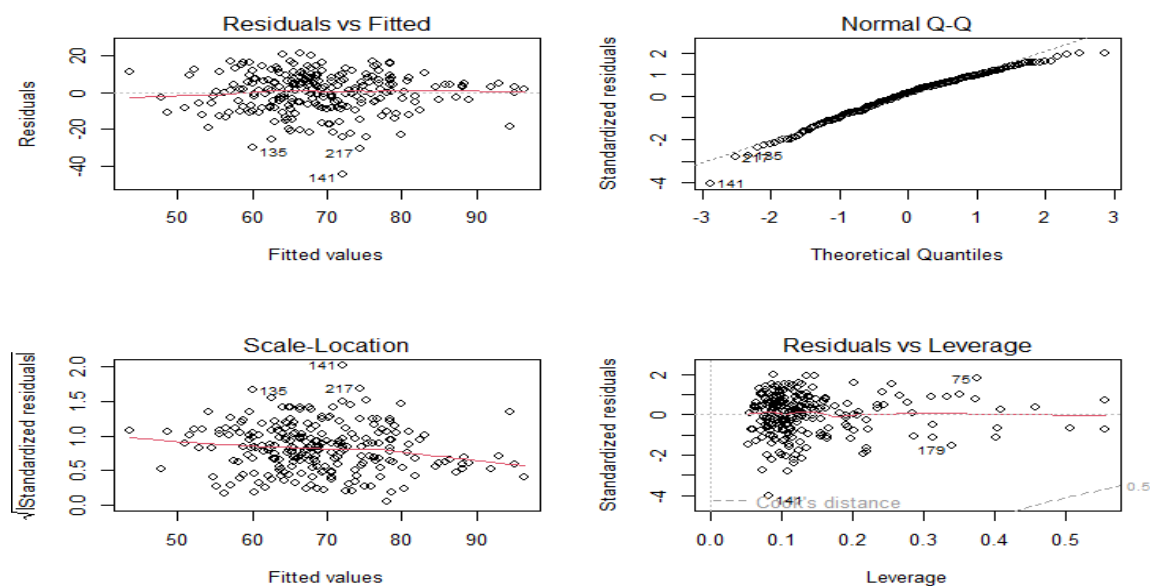 Residuals vs Fitted
Residuals
20
0
-20
-40
135
217
141
50 60 70 80 90
Fitted values
Normal Q-Q
Standardized residuals
2
0
-2
-4
141
-3 -2 -1 0 1 2 3
Theoretical Quantiles
Scale-Location
√|Standardized residuals|
2.0
1.5
1.0
0.5
0.0
141
135
217
50 60 70 80 90
Fitted values
Residuals vs Leverage
Standardized residuals
2
0
-2
-4
75
179
141
Cook's distance
0.5
0.0 0.1 0.2 0.3 0.4 0.5
Leverage